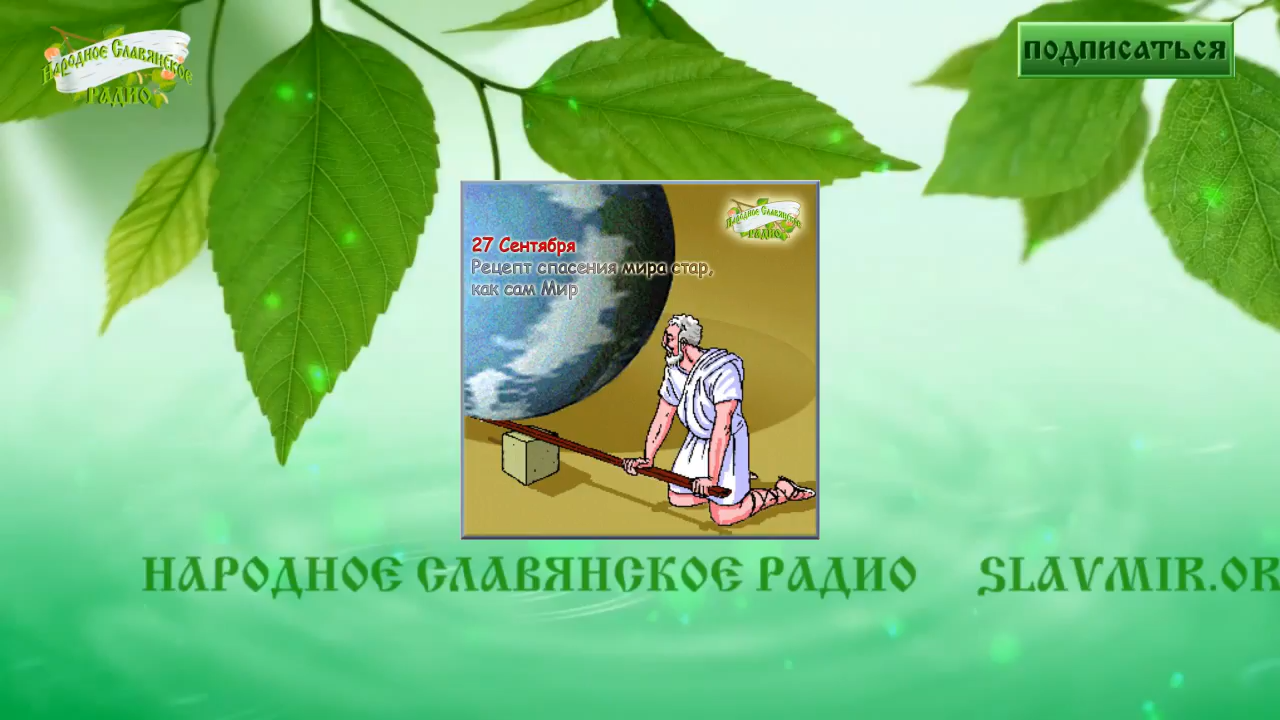 Народное Славянское
Радио
ПОДПИСАТЬСЯ
Народное Славянское
Радио
27 Сентября
Рецепт спасения мира стар,
как сам Мир
НАРОДНОЕ СЛАВЯНСКОЕ РАДИО SLAVMIR.OR